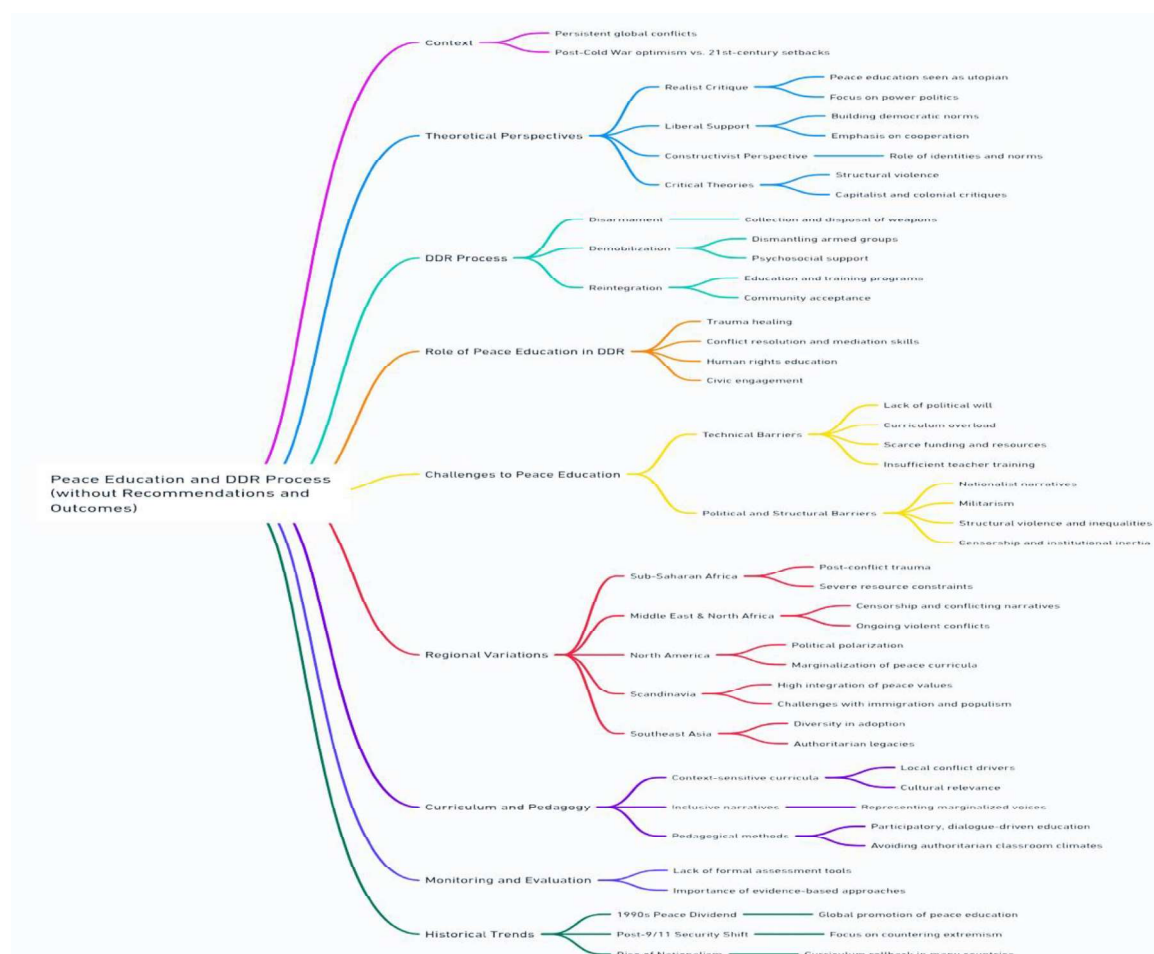 Context
Persistent global conflicts
Post-Cold War optimism vs. 21st-century setbacks
Theoretical Perspectives
Realist Critique
Peace education seen as utopian
Focus on power politics
Liberal Support
Building democratic norms
Emphasis on cooperation
Constructivist Perspective
Role of identities and norms
Critical Theories
Structural violence
Capitalist and colonial critiques
DDR Process
Disarmament
Collection and disposal of weapons
Demobilization
Dismantling armed groups
Psychosocial support
Reintegration
Education and training programs
Community acceptance
Role of Peace Education in DDR
Trauma healing
Conflict resolution and mediation skills
Human rights education
Civic engagement
Peace Education and DDR Process
(without Recommendations and
Outcomes)
Challenges to Peace Education
Technical Barriers
Lack of political will
Curriculum overload
Scarce funding and resources
Insufficient teacher training
Political and Structural Barriers
Nationalist narratives
Militarism
Structural violence and inequalities
Censorship and institutional inertia
Regional Variations
Sub-Saharan Africa
Post-conflict trauma
Severe resource constraints
Middle East & North Africa
Censorship and conflicting narratives
Ongoing violent conflicts
North America
Political polarization
Marginalization of peace curricula
Scandinavia
High integration of peace values
Challenges with immigration and populism
Southeast Asia
Diversity in adoption
Authoritarian legacies
Curriculum and Pedagogy
Context-sensitive curricula
Local conflict drivers
Cultural relevance
Inclusive narratives
Representing marginalized voices
Pedagogical methods
Participatory, dialogue-driven education
Avoiding authoritarian classroom climates
Monitoring and Evaluation
Lack of formal assessment tools
Importance of evidence-based approaches
Historical Trends
1990s Peace Dividend
Global promotion of peace education
Post-9/11 Security Shift
Focus on countering extremism
Rise of Nationalism
Curriculum rollback in many countries